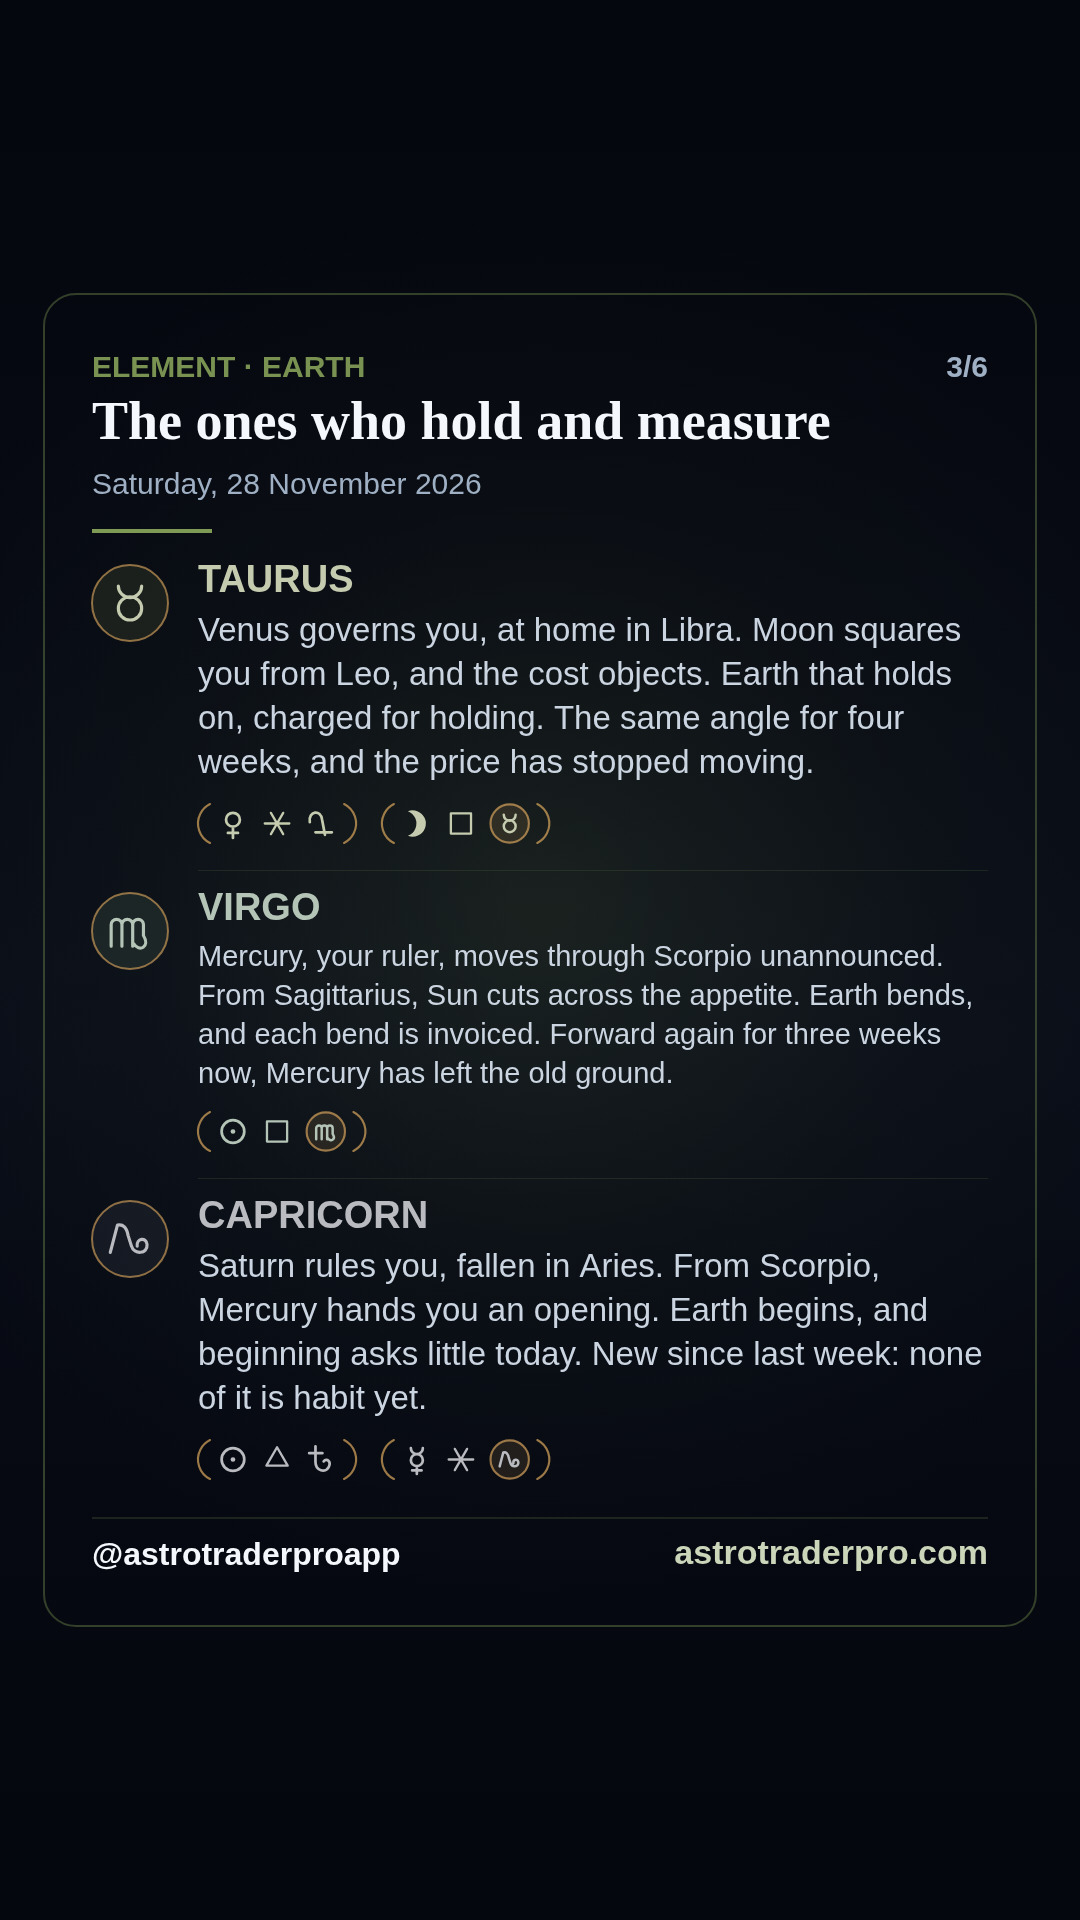 ELEMENT · EARTH
3/6
The ones who hold and measure
Saturday, 28 November 2026
TAURUS
Venus governs you, at home in Libra. Moon squares
you from Leo, and the cost objects. Earth that holds
on, charged for holding. The same angle for four
weeks, and the price has stopped moving.
VIRGO
Mercury, your ruler, moves through Scorpio unannounced.
From Sagittarius, Sun cuts across the appetite. Earth bends,
and each bend is invoiced. Forward again for three weeks
now, Mercury has left the old ground.
CAPRICORN
Saturn rules you, fallen in Aries. From Scorpio,
Mercury hands you an opening. Earth begins, and
beginning asks little today. New since last week: none
of it is habit yet.
@astrotraderproapp
astrotraderpro.com